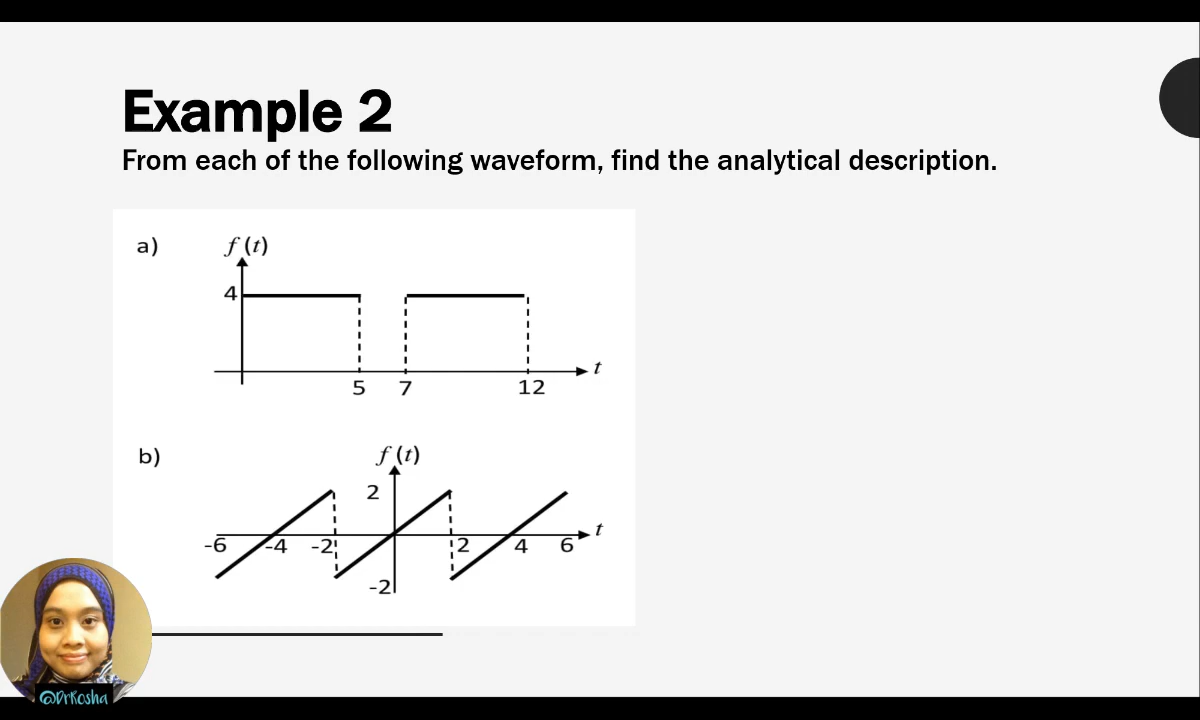 Example 2
From each of the following waveform, find the analytical description.
a)
f (t)
4
t
5 7 12
b)
f (t)
2
t
-6 -4 -2 2 4 6
-2
@DrKosha